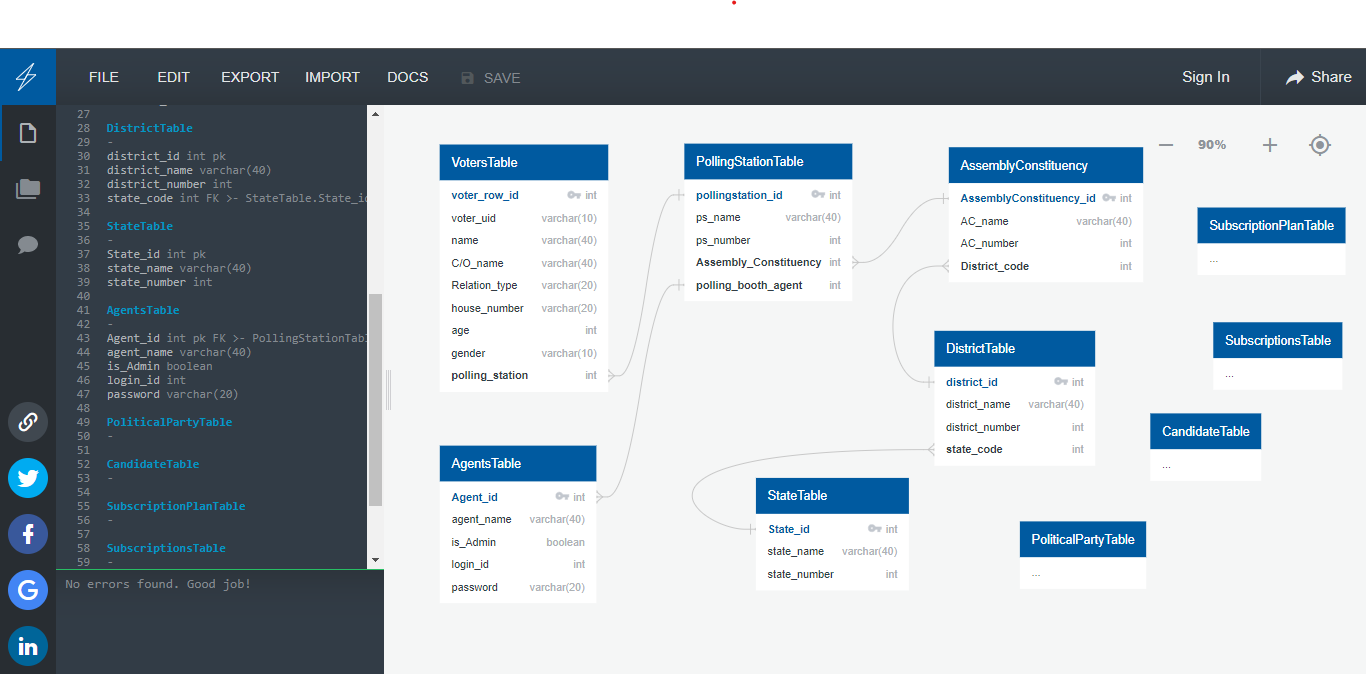 FILE EDIT EXPORT IMPORT DOCS SAVE Sign In Share
27
28 DistrictTable
29 -
30 district_id int pk
31 district_name varchar(40)
32 district_number int
33 state_code int FK >- StateTable.State_id
34
35 StateTable
36 -
37 State_id int pk
38 state_name varchar(40)
39 state_number int
40
41 AgentsTable
42 -
43 Agent_id int pk FK >- PollingStationTabl
44 agent_name varchar(40)
45 is_Admin boolean
46 login_id int
47 password varchar(20)
48
49 PoliticalPartyTable
50 -
51
52 CandidateTable
53 -
54
55 SubscriptionPlanTable
56 -
57
58 SubscriptionsTable
59 -
No errors found. Good job!
90%
VotersTable
voter_row_id int
voter_uid varchar(10)
name varchar(40)
C/O_name varchar(40)
Relation_type varchar(20)
house_number varchar(20)
age int
gender varchar(10)
polling_station int
AgentsTable
Agent_id int
agent_name varchar(40)
is_Admin boolean
login_id int
password varchar(20)
PollingStationTable
pollingstation_id int
ps_name varchar(40)
ps_number int
Assembly_Constituency int
polling_booth_agent int
AssemblyConstituency
AssemblyConstituency_id int
AC_name varchar(40)
AC_number int
District_code int
DistrictTable
district_id int
district_name varchar(40)
district_number int
state_code int
StateTable
State_id int
state_name varchar(40)
state_number int
SubscriptionPlanTable
...
SubscriptionsTable
...
CandidateTable
...
PoliticalPartyTable
...